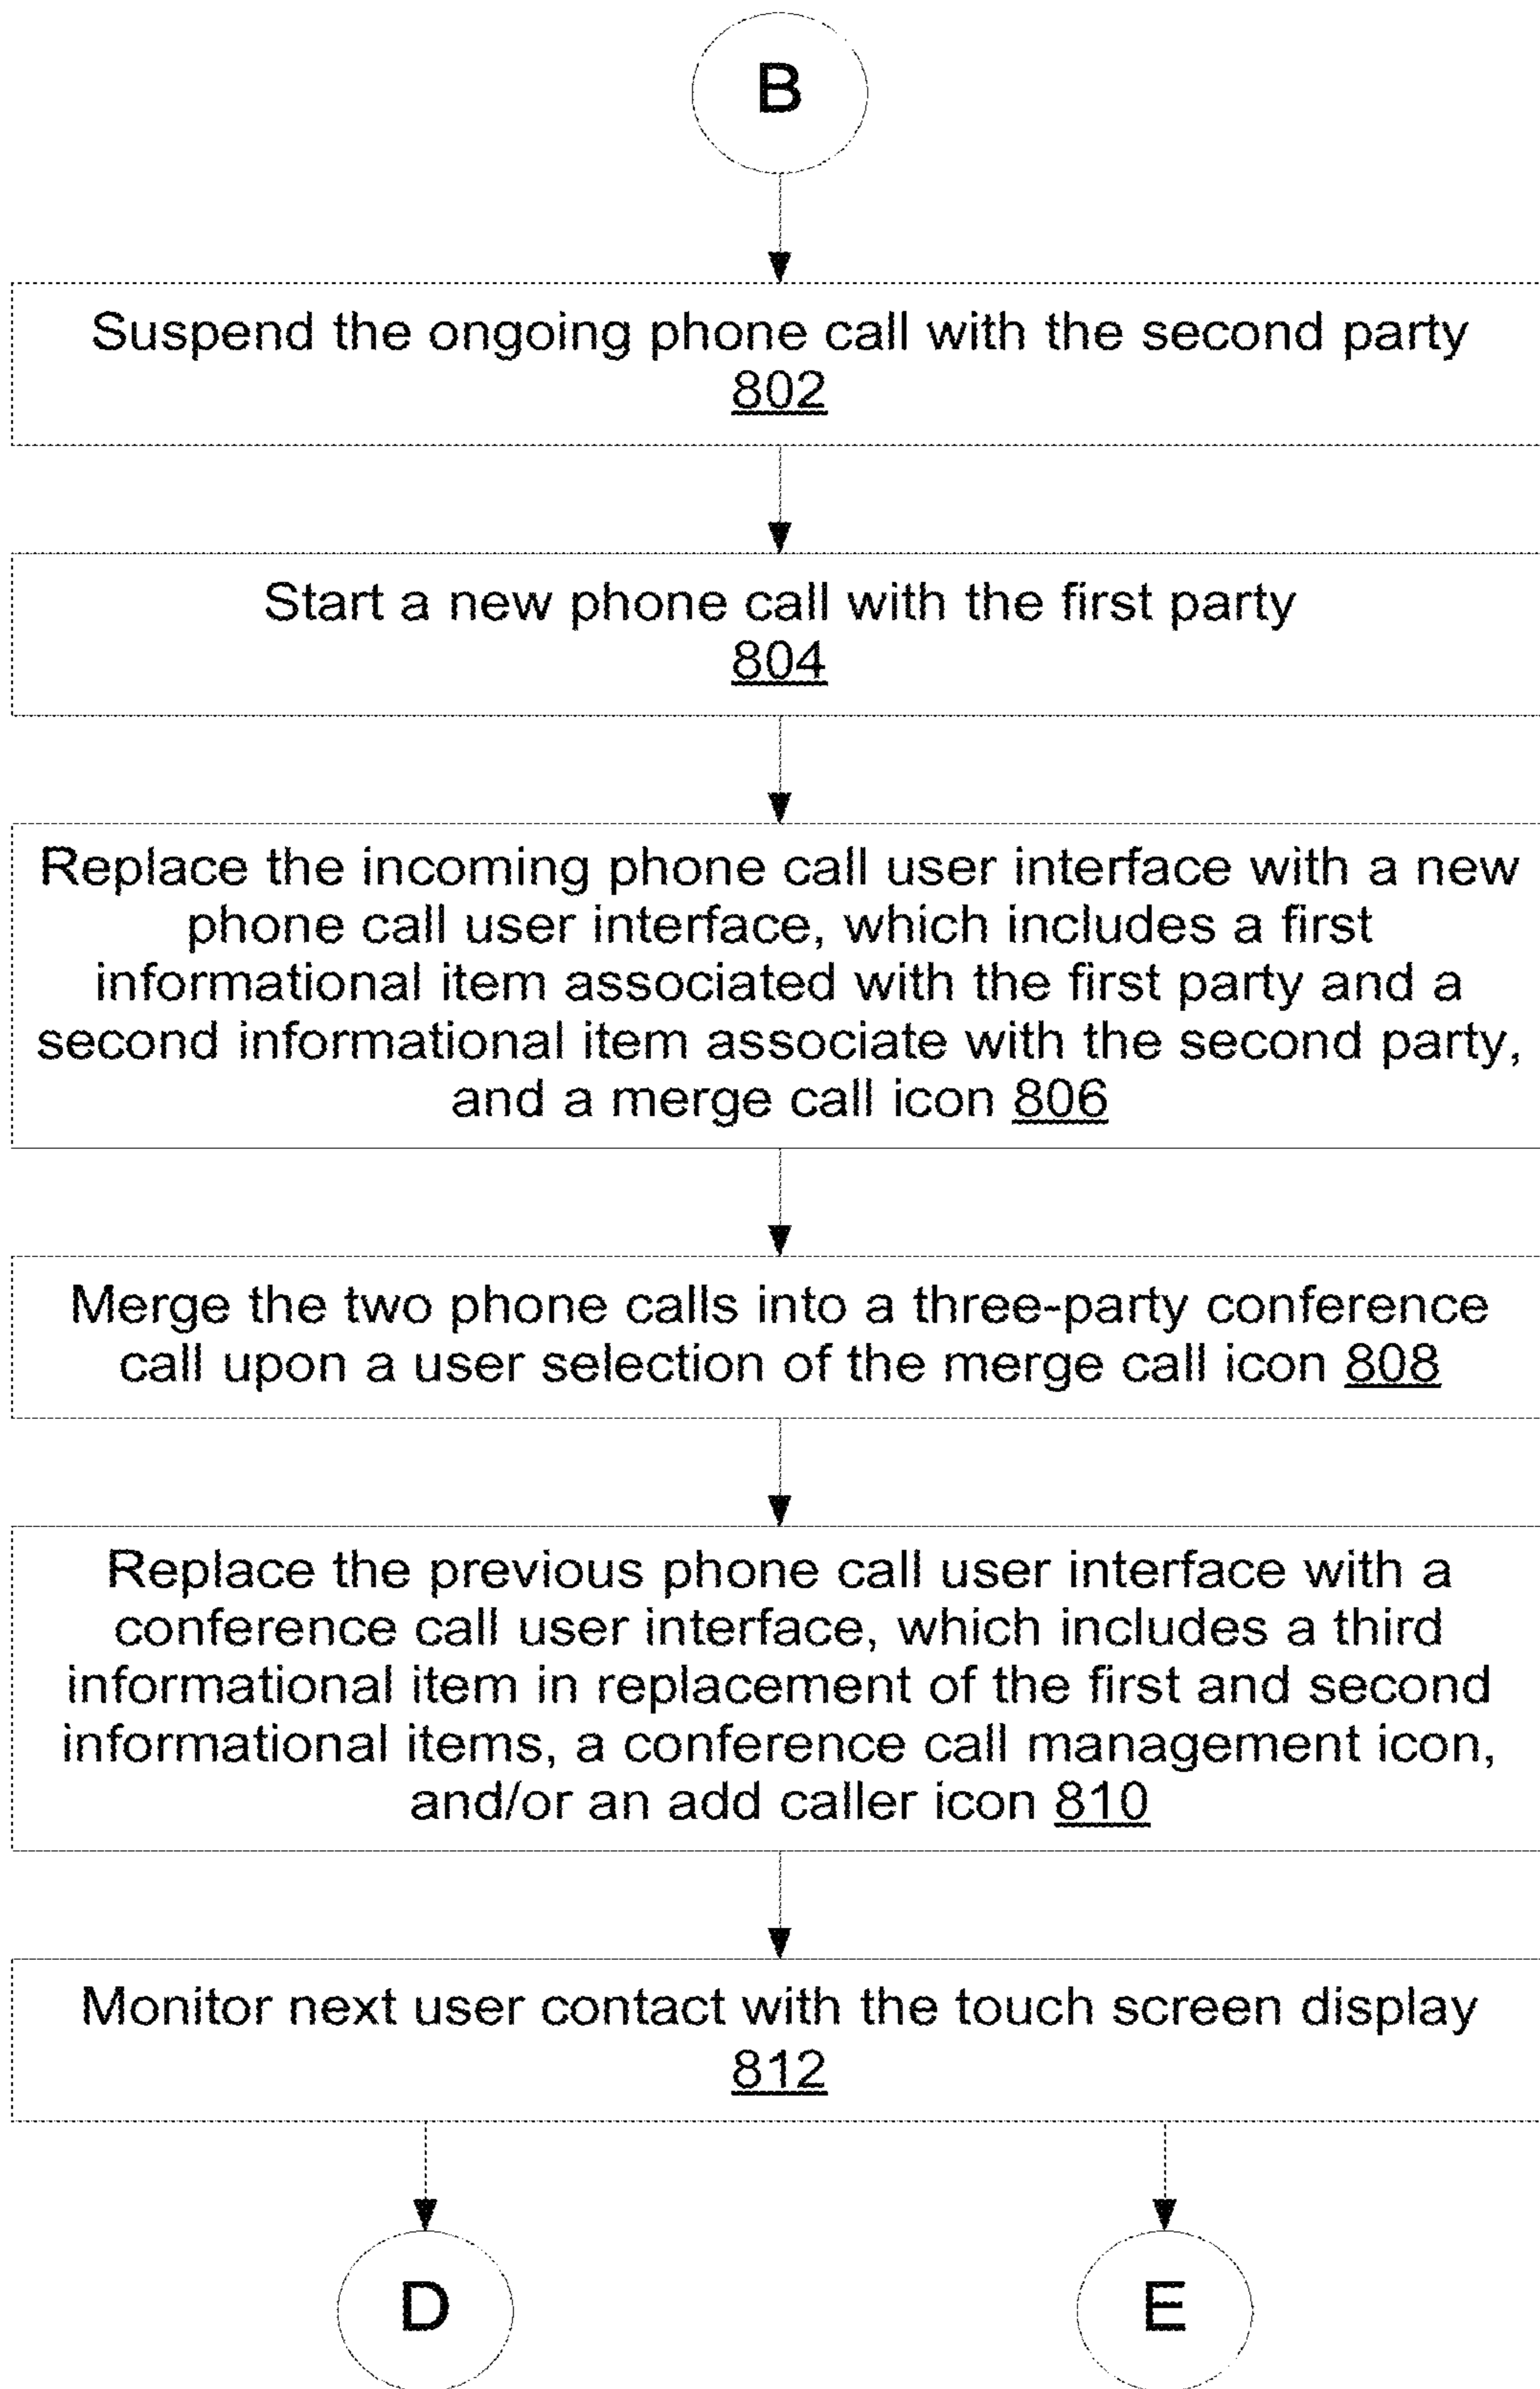 B
Suspend the ongoing phone call with the second party
802
Start a new phone call with the first party
804
Replace the incoming phone call user interface with a new
phone call user interface, which includes a first
informational item associated with the first party and a
second informational item associate with the second party,
and a merge call icon 806
Merge the two phone calls into a three-party conference
call upon a user selection of the merge call icon 808
Replace the previous phone call user interface with a
conference call user interface, which includes a third
informational item in replacement of the first and second
informational items, a conference call management icon,
and/or an add caller icon 810
Monitor next user contact with the touch screen display
812
D
E